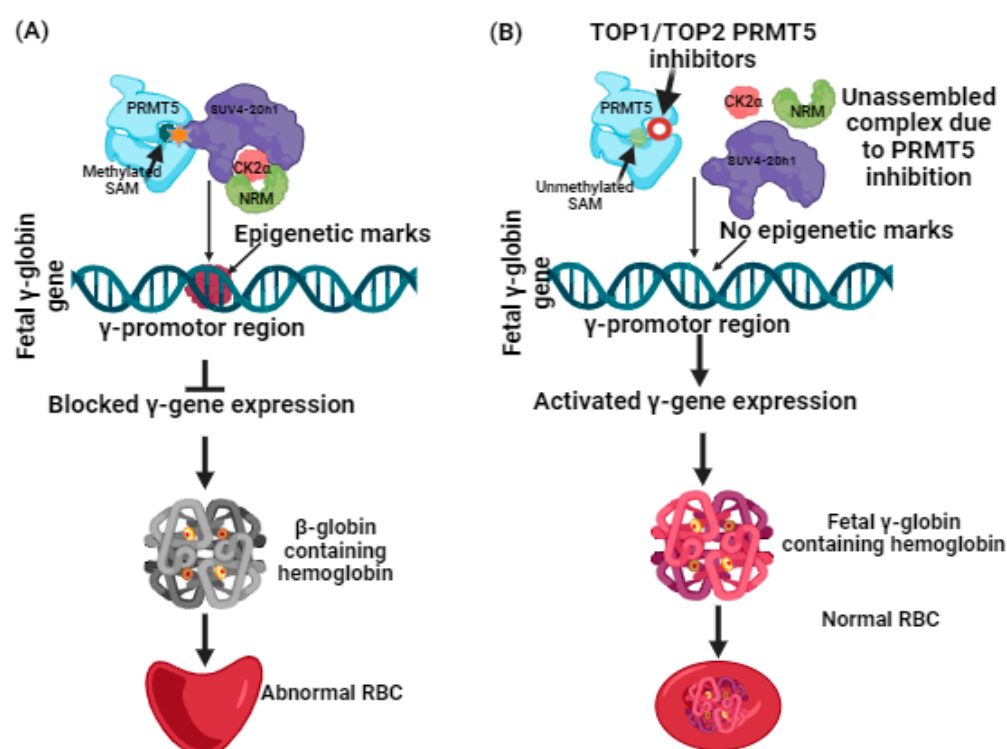 (A)
PRMT5
SUV4-20h1
Methylated
SAM
CK2α
NRM
Epigenetic marks
Fetal γ-globin
gene
γ-promotor region
Blocked γ-gene expression
β-globin
containing
hemoglobin
Abnormal RBC
(B)
TOP1/TOP2 PRMT5
inhibitors
PRMT5
CK2α
NRM
SUV4-20h1
Unassembled
complex due
to PRMT5
inhibition
Unmethylated
SAM
No epigenetic marks
Fetal γ-globin
gene
γ-promotor region
Activated γ-gene expression
Fetal γ-globin
containing hemoglobin
Normal RBC